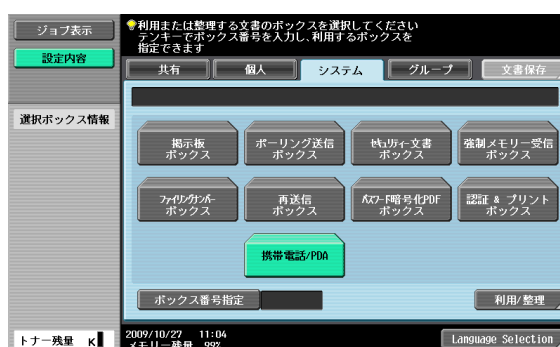 ジョブ表示
設定内容
選択ボックス情報
トナー残量 K
利用または整理する文書のボックスを選択してください
テンキーでボックス番号を入力し、利用するボックスを
指定できます
共有
個人
システム
グループ
文書保存
掲示板
ボックス
ポーリング送信
ボックス
セキュリティー文書
ボックス
強制メモリー受信
ボックス
ファイリングナンバー
ボックス
再送信
ボックス
パスワード暗号化PDF
ボックス
認証 & プリント
ボックス
携帯電話/PDA
ボックス番号指定
利用/整理
2009/10/27 11:04
メモリー残量 99%
Language Selection